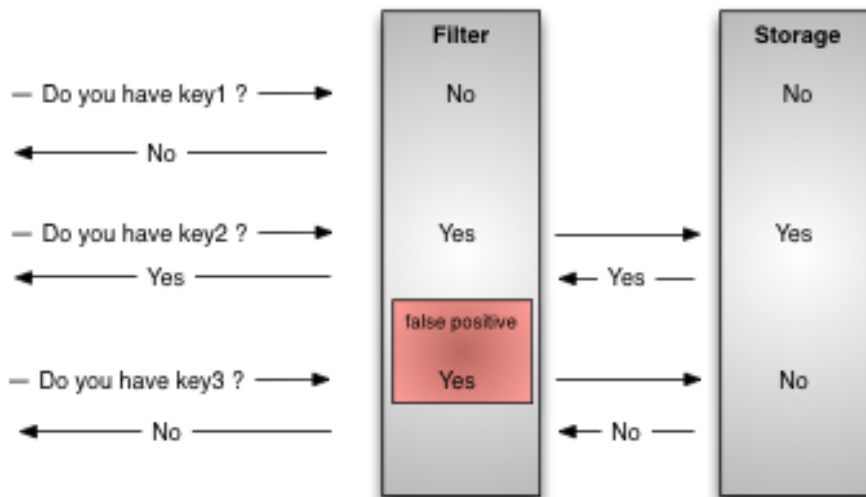 Filter Storage
— Do you have key1 ? No No
No
— Do you have key2 ? Yes Yes
Yes Yes
false positive
— Do you have key3 ? Yes No
No No